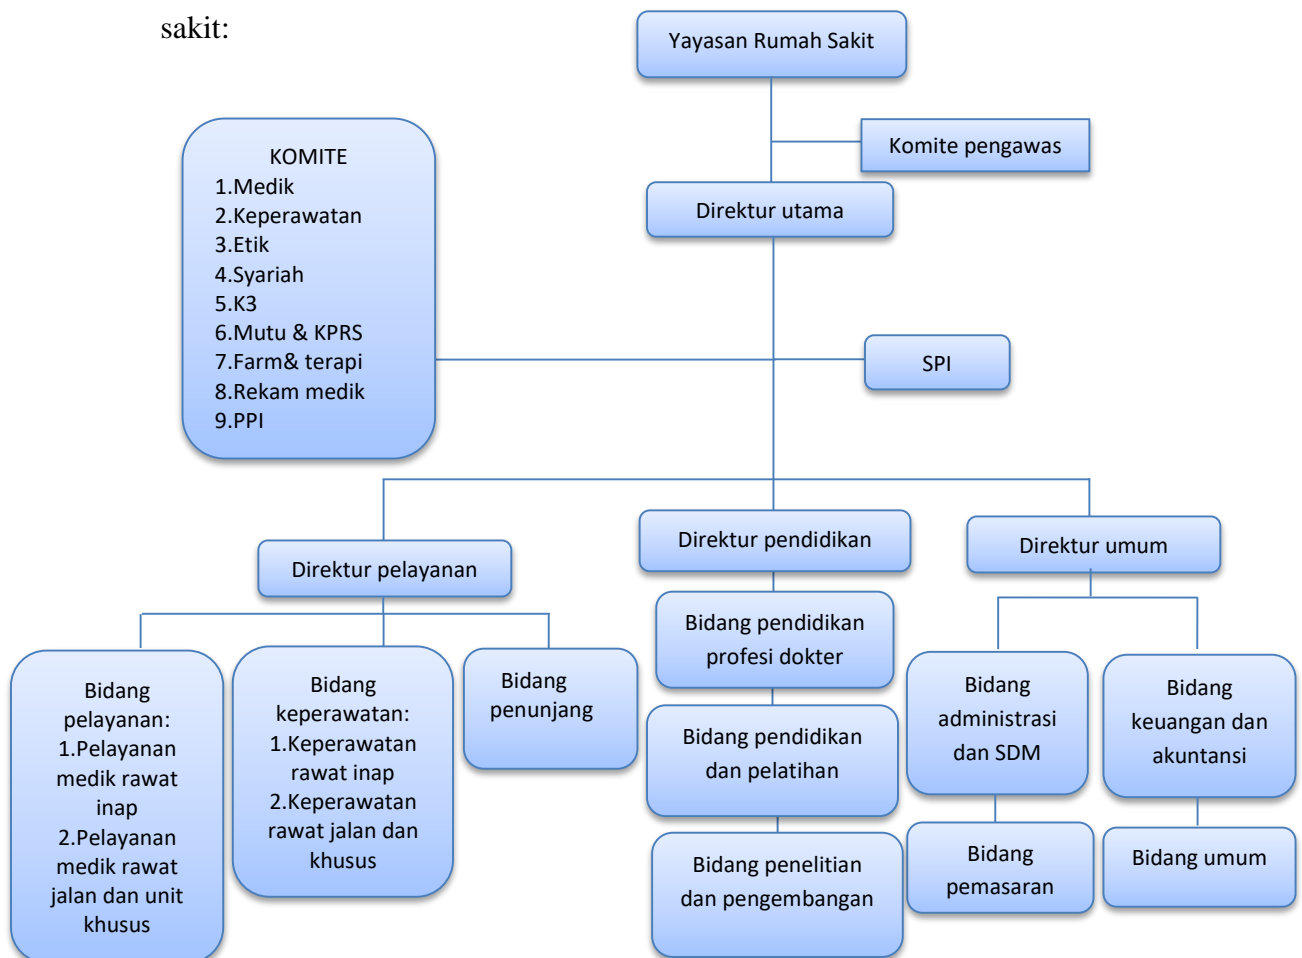 sakit:
Yayasan Rumah Sakit
Komite pengawas
KOMITE
1.Medik
2.Keperawatan
3.Etik
4.Syariah
5.K3
6.Mutu & KPRS
7.Farm& terapi
8.Rekam medik
9.PPI
Direktur utama
SPI
Direktur pelayanan
Direktur pendidikan
Direktur umum
Bidang
pelayanan:
1.Pelayanan
medik rawat
inap
2.Pelayanan
medik rawat
jalan dan unit
khusus
Bidang
keperawatan:
1.Keperawatan
rawat inap
2.Keperawatan
rawat jalan dan
khusus
Bidang
penunjang
Bidang pendidikan
profesi dokter
Bidang pendidikan
dan pelatihan
Bidang penelitian
dan pengembangan
Bidang
administrasi
dan SDM
Bidang
pemasaran
Bidang
keuangan dan
akuntansi
Bidang umum